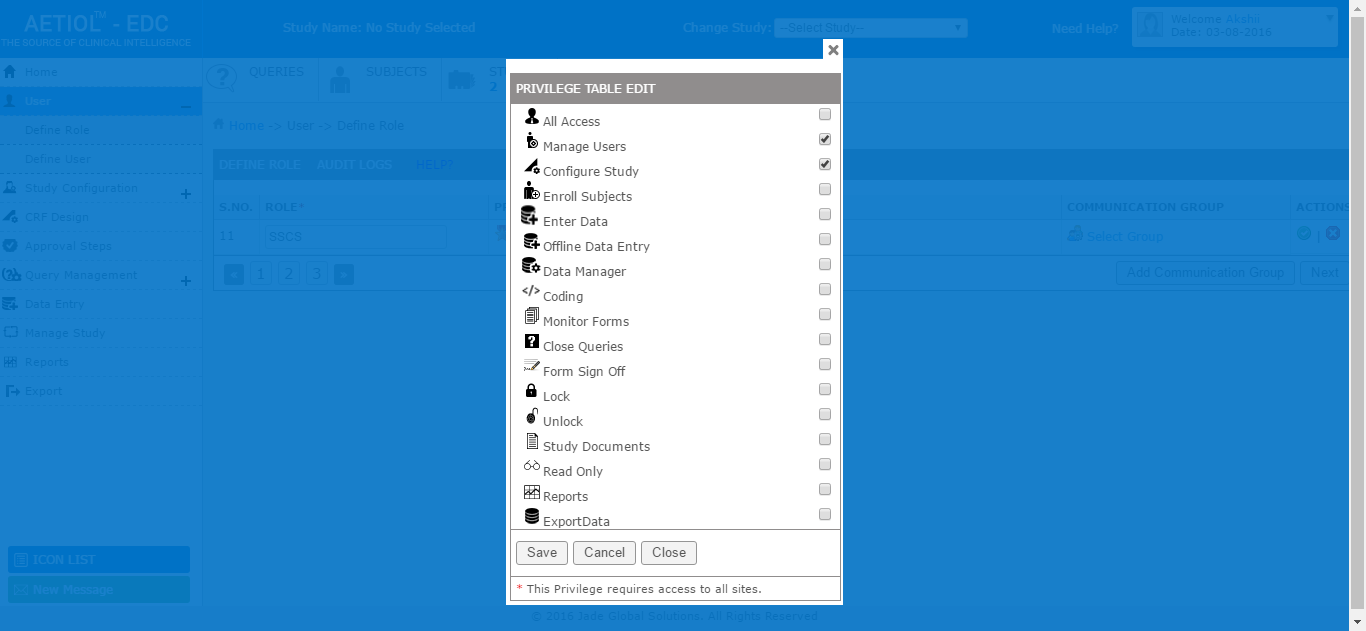 AETIOL™ - EDC
THE SOURCE OF CLINICAL INTELLIGENCE
Study Name: No Study Selected
Change Study: --Select Study--
Need Help?
Welcome Akshir
Date: 03-08-2016
Home
User
Define Role
Define User
Study Configuration
CRF Design
Approval Steps
Query Management
Data Entry
Manage Study
Reports
Export
ICON LIST
New Message
QUERIES
SUBJECTS
ST
2
Home -> User -> Define Role
DEFINE ROLE AUDIT LOGS HELP?
S.NO. ROLE* PR COMMUNICATION GROUP ACTIONS
11 SSCS Select Group |
« 1 2 3 » Add Communication Group Next
PRIVILEGE TABLE EDIT
All Access
Manage Users
Configure Study
Enroll Subjects
Enter Data
Offline Data Entry
Data Manager
</> Coding
Monitor Forms
Close Queries
Form Sign Off
Lock
Unlock
Study Documents
Read Only
Reports
ExportData
Save Cancel Close
* This Privilege requires access to all sites.
© 2016 Jade Global Solutions. All Rights Reserved